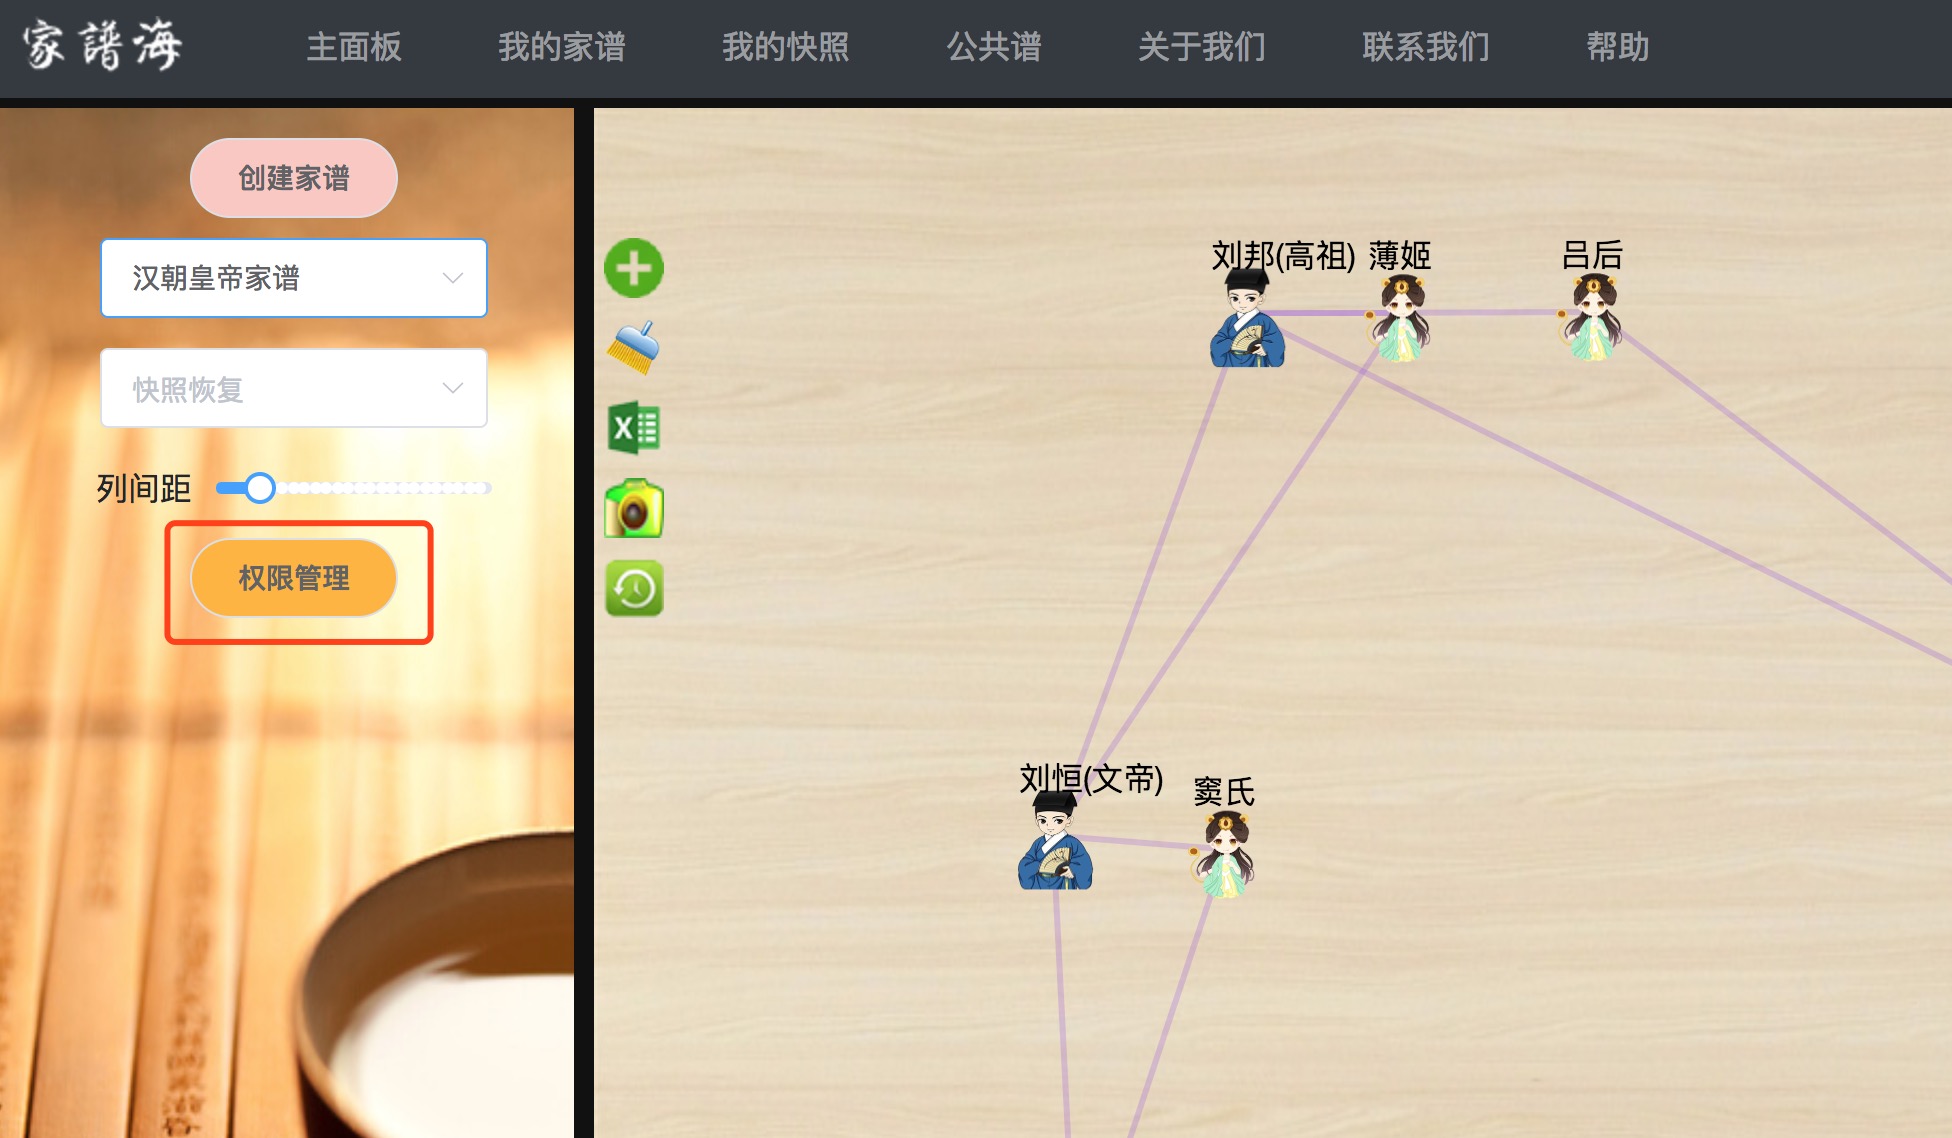 家譜海
主面板
我的家谱
我的快照
公共谱
关于我们
联系我们
帮助
创建家谱
汉朝皇帝家谱
快照恢复
列间距
权限管理
刘邦(高祖)
薄姬
吕后
刘恒(文帝)
窦氏